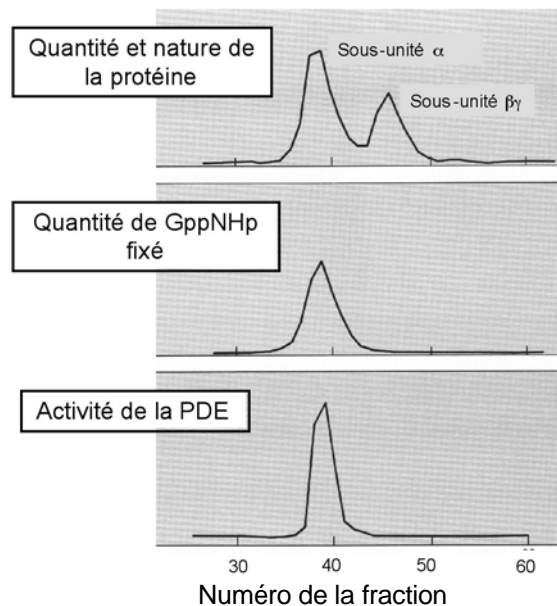 Quantité et nature de
la protéine
Sous-unité α
Sous-unité βγ
Quantité de GppNHp
fixé
Activité de la PDE
30 40 50 60
Numéro de la fraction